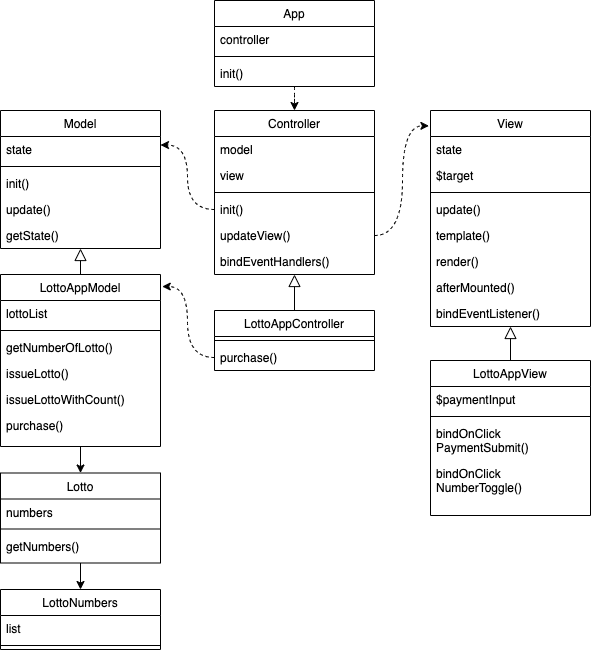 App
controller
init()
Model
state
init()
update()
getState()
Controller
model
view
init()
updateView()
bindEventHandlers()
View
state
$target
update()
template()
render()
afterMounted()
bindEventListener()
LottoAppModel
lottoList
getNumberOfLotto()
issueLotto()
issueLottoWithCount()
purchase()
LottoAppController
purchase()
LottoAppView
$paymentInput
bindOnClick
PaymentSubmit()
bindOnClick
NumberToggle()
Lotto
numbers
getNumbers()
LottoNumbers
list